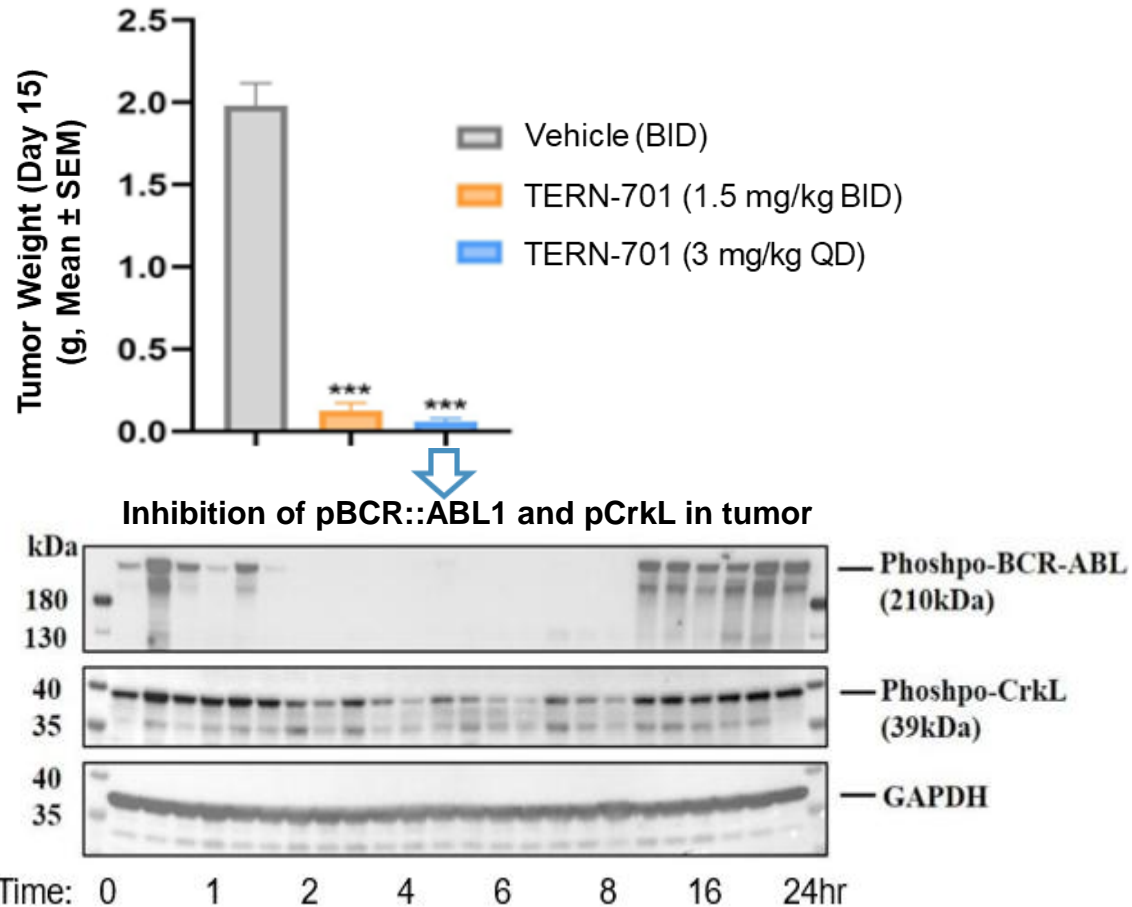 Tumor Weight (Day 15)
(g, Mean ± SEM)
2.5
2.0
1.5
1.0
0.5
0.0
***
***
Vehicle (BID)
TERN-701 (1.5 mg/kg BID)
TERN-701 (3 mg/kg QD)
Inhibition of pBCR::ABL1 and pCrkL in tumor
kDa
180
130
Phoshpo-BCR-ABL
(210kDa)
40
35
Phoshpo-CrkL
(39kDa)
40
35
GAPDH
Time: 0 1 2 4 6 8 16 24hr